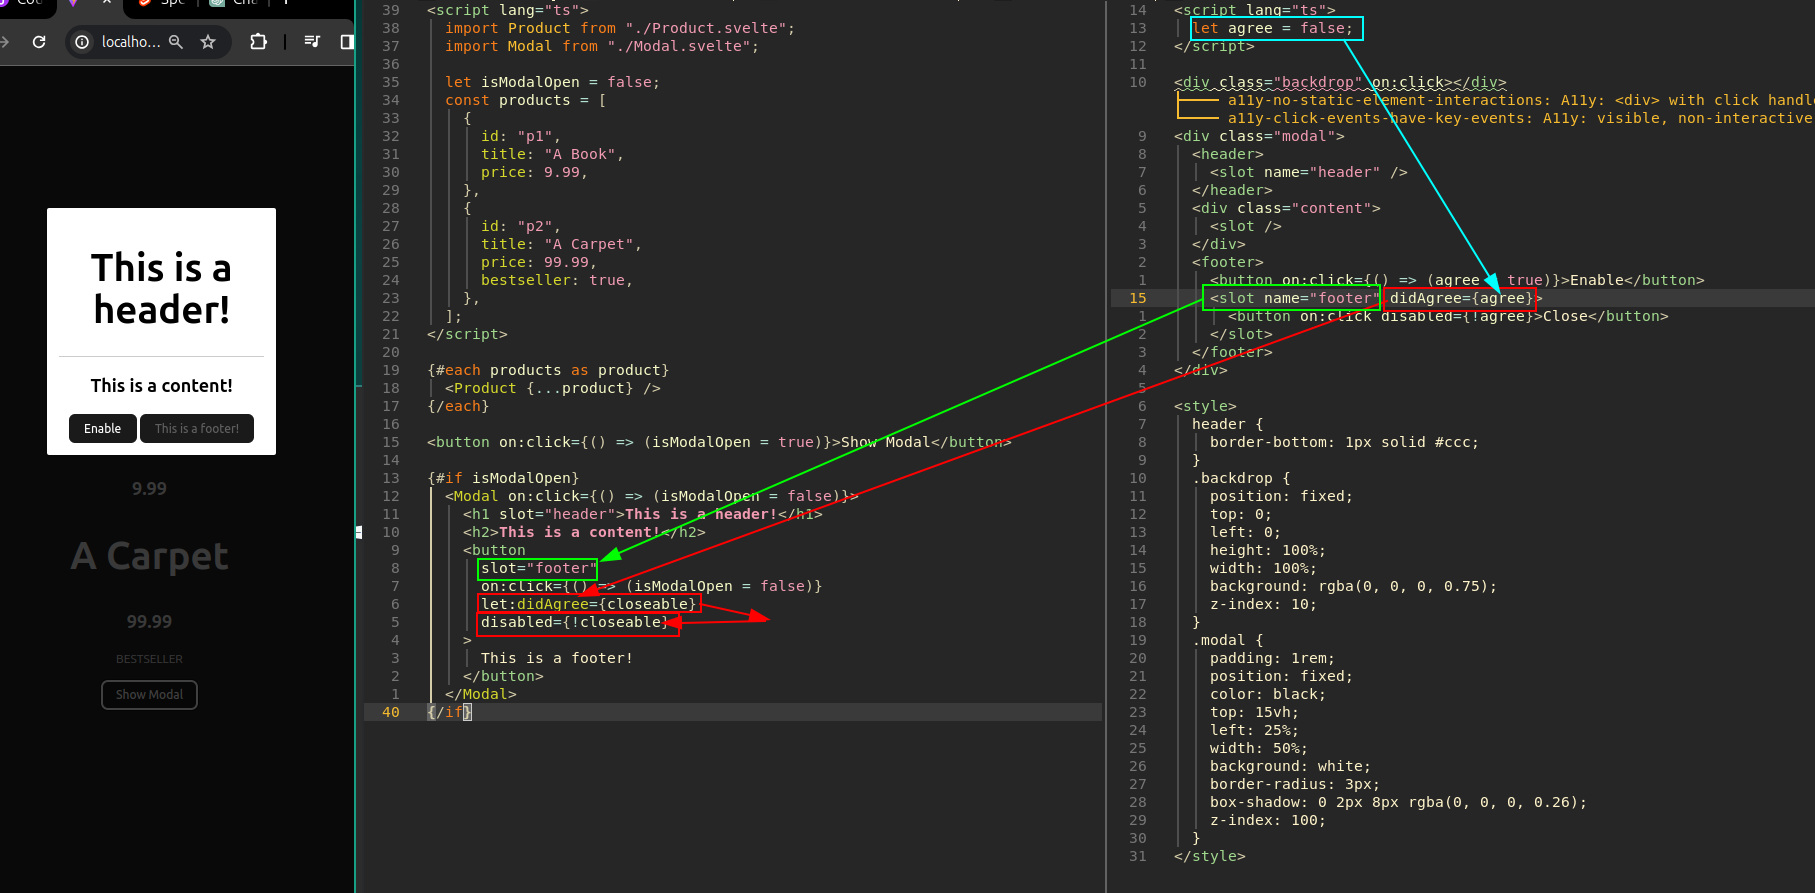 localho...
This is a
header!
This is a content!
Enable
This is a footer!
9.99
A Carpet
99.99
BESTSELLER
Show Modal
39 <script lang="ts">
38 import Product from "./Product.svelte";
37 import Modal from "./Modal.svelte";
36
35 let isModalOpen = false;
34 const products = [
33 {
32 id: "p1",
31 title: "A Book",
30 price: 9.99,
29 },
28 {
27 id: "p2",
26 title: "A Carpet",
25 price: 99.99,
24 bestseller: true,
23 },
22 ];
21 </script>
20
19 {#each products as product}
18 <Product {...product} />
17 {/each}
16
15 <button on:click={() => (isModalOpen = true)}>Show Modal</button>
14
13 {#if isModalOpen}
12 <Modal on:click={() => (isModalOpen = false)}>
11 <h1 slot="header">This is a header!</h1>
10 <h2>This is a content!</h2>
9 <button
8 slot="footer"
7 on:click={() => (isModalOpen = false)}
6 let:didAgree={closeable}
5 disabled={!closeable}
4 >
3 This is a footer!
2 </button>
1 </Modal>
40 {/if}
14 <script lang="ts">
13 let agree = false;
12 </script>
11
10 <div class="backdrop" on:click></div>
a11y-no-static-element-interactions: A11y: <div> with click handl
a11y-click-events-have-key-events: A11y: visible, non-interactive
9 <div class="modal">
8 <header>
7 <slot name="header" />
6 </header>
5 <div class="content">
4 <slot />
3 </div>
2 <footer>
1 <button on:click={() => (agree = true)}>Enable</button>
15 <slot name="footer" didAgree={agree}>
1 <button on:click disabled={!agree}>Close</button>
2 </slot>
3 </footer>
4 </div>
5
6 <style>
7 header {
8 border-bottom: 1px solid #ccc;
9 }
10 .backdrop {
11 position: fixed;
12 top: 0;
13 left: 0;
14 height: 100%;
15 width: 100%;
16 background: rgba(0, 0, 0, 0.75);
17 z-index: 10;
18 }
19 .modal {
20 padding: 1rem;
21 position: fixed;
22 color: black;
23 top: 15vh;
24 left: 25%;
25 width: 50%;
26 background: white;
27 border-radius: 3px;
28 box-shadow: 0 2px 8px rgba(0, 0, 0, 0.26);
29 z-index: 100;
30 }
31 </style>